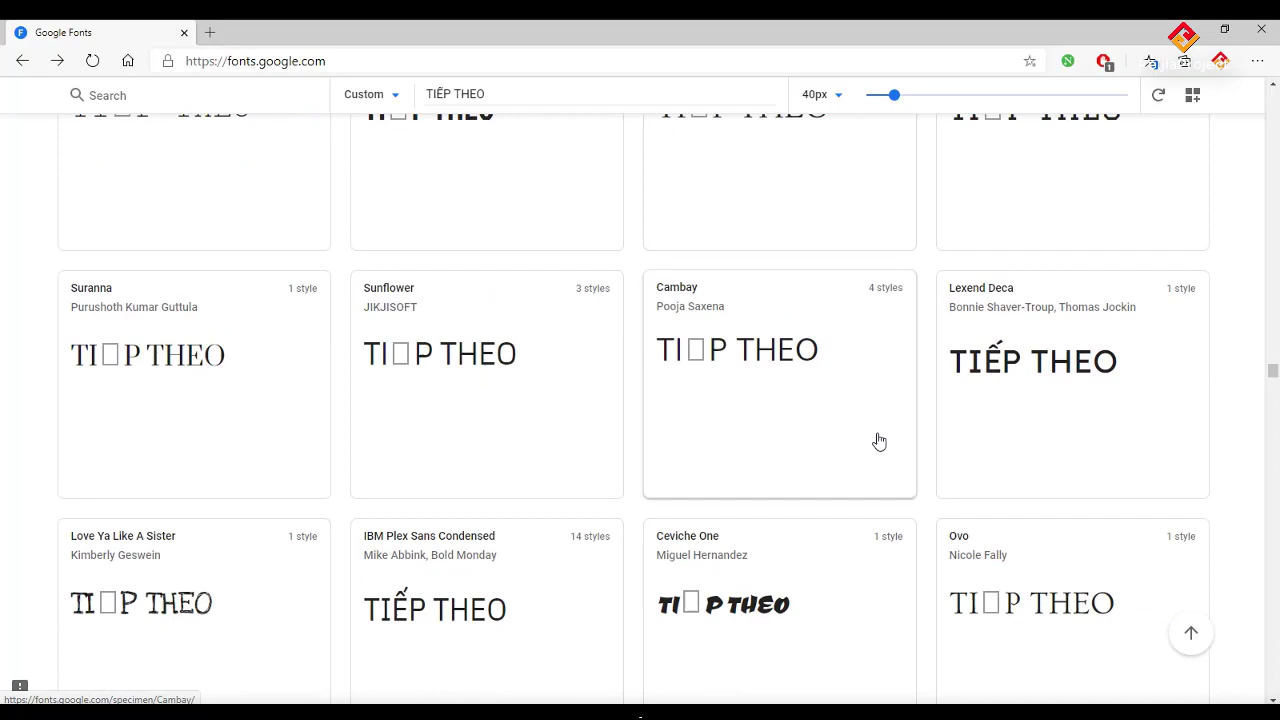 Google Fonts
https://fonts.google.com
1
Search
Custom
TIẾP THEO
40px
Suranna
1 style
Purushoth Kumar Guttula
TI□P THEO
Sunflower
3 styles
JIKJISOFT
TI□P THEO
Cambay
4 styles
Pooja Saxena
TI□P THEO
Lexend Deca
1 style
Bonnie Shaver-Troup, Thomas Jockin
TIẾP THEO
Love Ya Like A Sister
1 style
Kimberly Geswein
TI□P THEO
IBM Plex Sans Condensed
14 styles
Mike Abbink, Bold Monday
TIẾP THEO
Ceviche One
1 style
Miguel Hernandez
TI□P THEO
Ovo
1 style
Nicole Fally
TI□P THEO
https://fonts.google.com/specimen/Cambay/